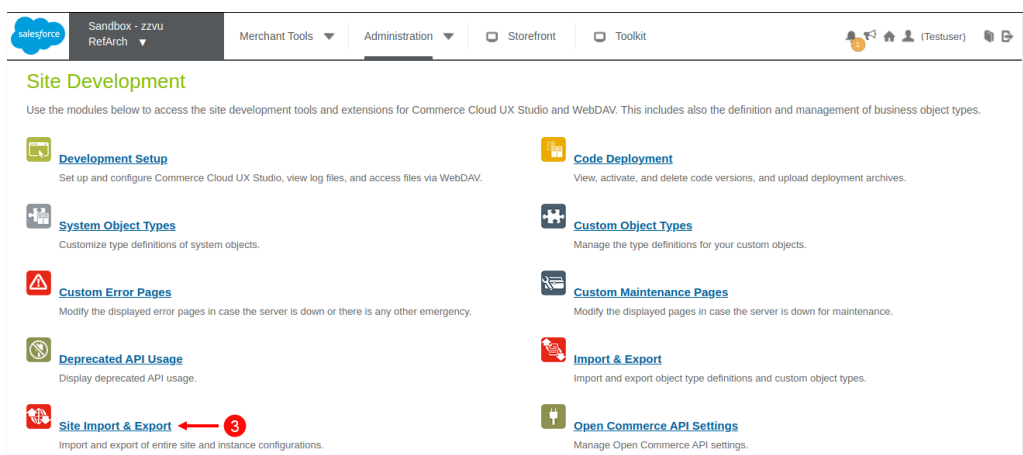 salesforce
Sandbox - zzvu
RefArch
Merchant Tools
Administration
Storefront
Toolkit
1
(Testuser)
Site Development
Use the modules below to access the site development tools and extensions for Commerce Cloud UX Studio and WebDAV. This includes also the definition and management of business object types.
Development Setup
Set up and configure Commerce Cloud UX Studio, view log files, and access files via WebDAV.
Code Deployment
View, activate, and delete code versions, and upload deployment archives.
System Object Types
Customize type definitions of system objects.
Custom Object Types
Manage the type definitions for your custom objects.
Custom Error Pages
Modify the displayed error pages in case the server is down or there is any other emergency.
Custom Maintenance Pages
Modify the displayed pages in case the server is down for maintenance.
Deprecated API Usage
Display deprecated API usage.
Import & Export
Import and export object type definitions and custom object types.
Site Import & Export
3
Import and export of entire site and instance configurations.
Open Commerce API Settings
Manage Open Commerce API settings.